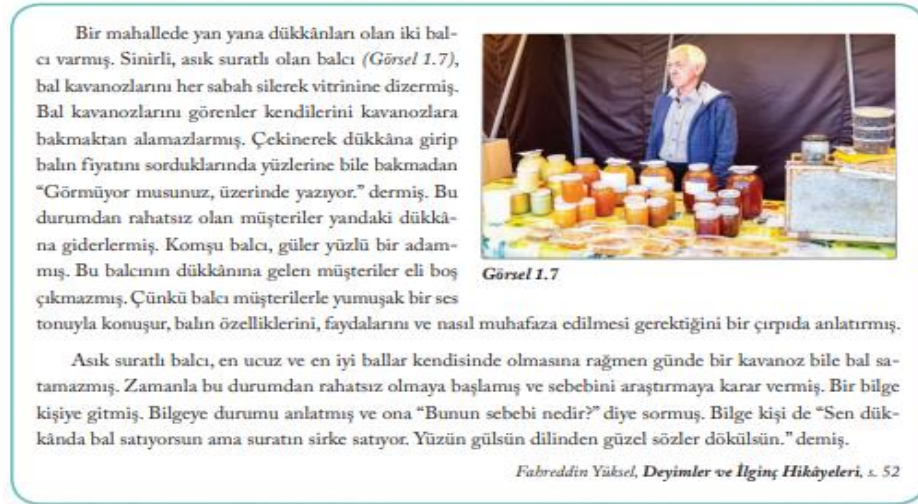 Bir mahallede yan yana dükkânları olan iki bal-
cı varmış. Sinirli, asık suratlı olan balcı (Görsel 1.7),
bal kavanozlarını her sabah silerek vitrinine dizermiş.
Bal kavanozlarını görenler kendilerini kavanozlara
bakmaktan alamazlarmış. Çekinerek dükkâna girip
balın fiyatını sorduklarında yüzlerine bile bakmadan
“Görmüyor musunuz, üzerinde yazıyor.” dermiş. Bu
durumdan rahatsız olan müşteriler yandaki dükkâ-
na giderlermiş. Komşu balcı, güler yüzlü bir adam-
mış. Bu balcının dükkânına gelen müşteriler eli boş
çıkmazmış. Çünkü balcı müşterilerle yumuşak bir ses
tonuyla konuşur, balın özelliklerini, faydalarını ve nasıl muhafaza edilmesi gerektiğini bir çırpıda anlatırmış.
Görsel 1.7
Asık suratlı balcı, en ucuz ve en iyi ballar kendisinde olmasına rağmen günde bir kavanoz bile bal sa-
tamazmış. Zamanla bu durumdan rahatsız olmaya başlamış ve sebebini araştırmaya karar vermiş. Bir bilge
kişiye gitmiş. Bilgeye durumu anlatmış ve ona “Bunun sebebi nedir?” diye sormuş. Bilge kişi de “Sen dük-
kânda bal satıyorsun ama suratın sirke satıyor. Yüzün gülsün dilinden güzel sözler dökülsün.” demiş.
Fahreddin Yüksel, Deyimler ve İlginç Hikâyeleri, s. 52